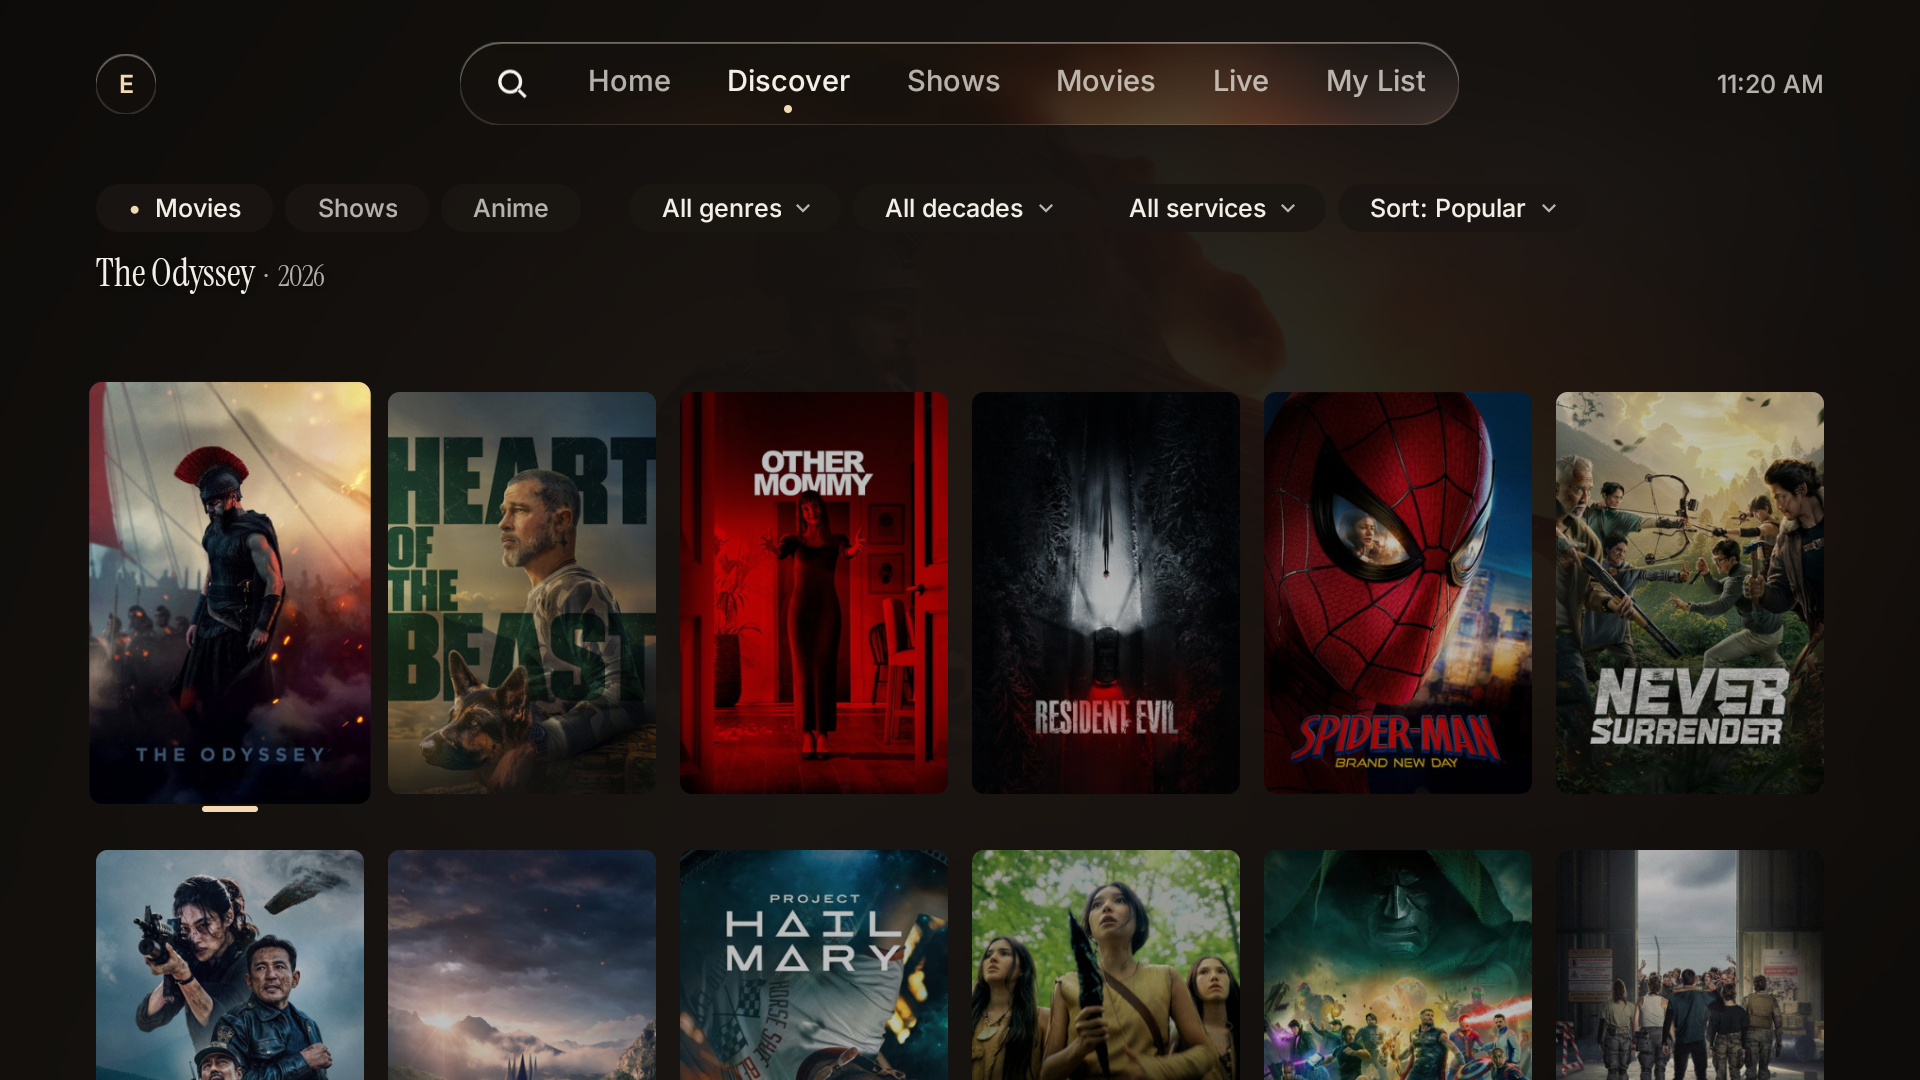 E
Home Discover Shows Movies Live My List
11:20 AM
Movies Shows Anime All genres All decades All services Sort: Popular
The Odyssey · 2026
THE ODYSSEY
HEART
OF
THE
BEAST
OTHER
MOMMY
RESIDENT EVIL
SPIDER-MAN
BRAND NEW DAY
NEVER
SURRENDER
PROJECT
HAIL
MARY